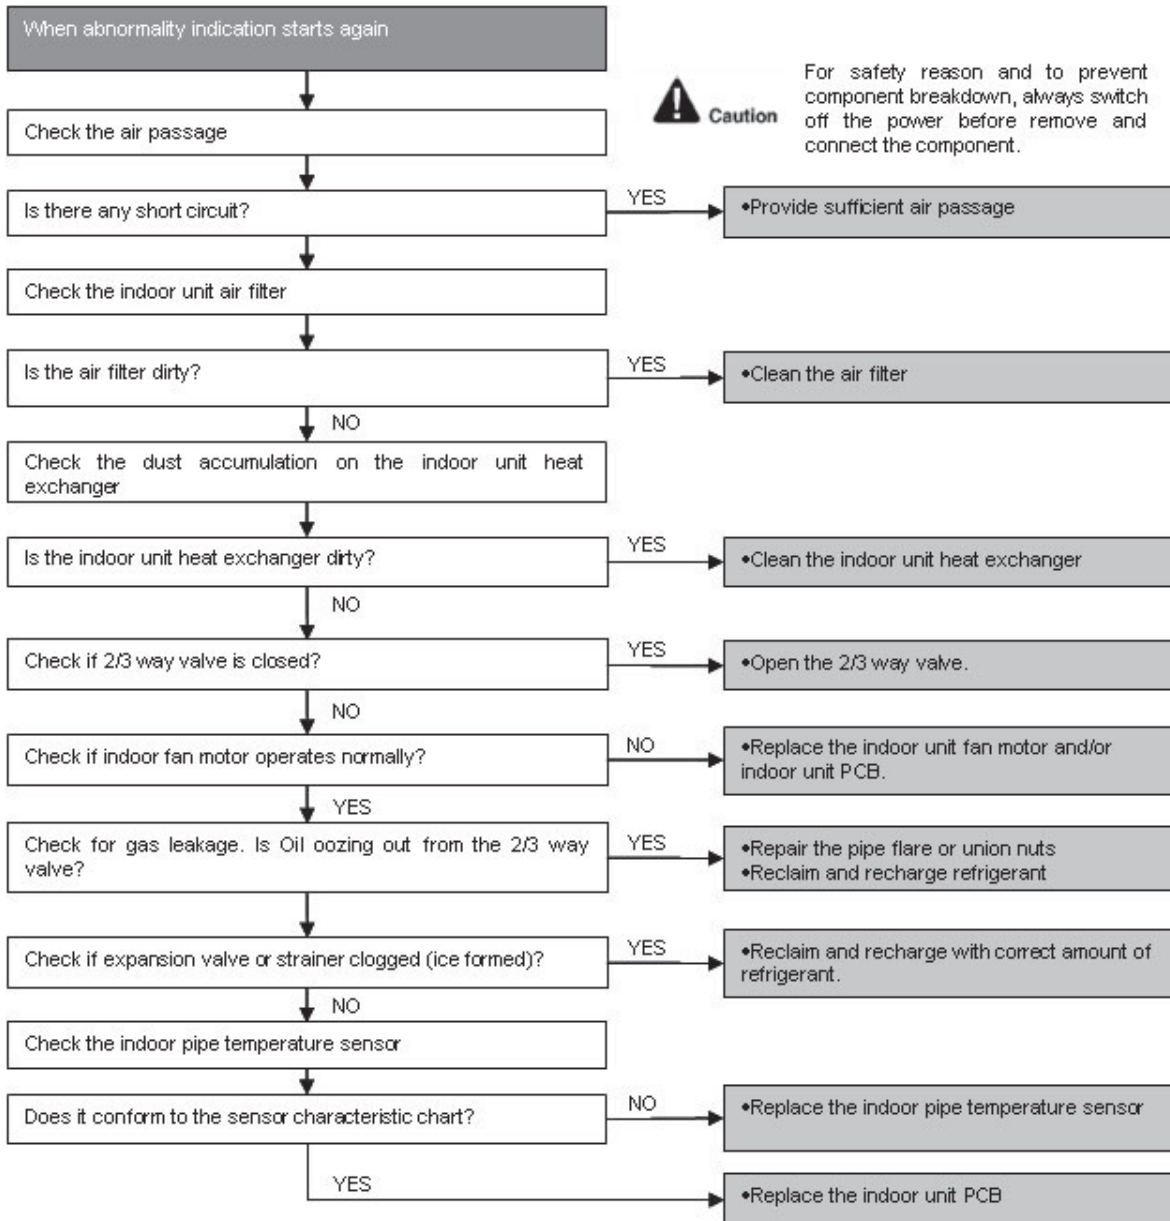 When abnormality indication starts again
Caution
For safety reason and to prevent
component breakdown, always switch
off the power before remove and
connect the component.
Check the air passage
Is there any short circuit?
YES
•Provide sufficient air passage
Check the indoor unit air filter
Is the air filter dirty?
YES
•Clean the air filter
NO
Check the dust accumulation on the indoor unit heat
exchanger
Is the indoor unit heat exchanger dirty?
YES
•Clean the indoor unit heat exchanger
NO
Check if 2/3 way valve is closed?
YES
•Open the 2/3 way valve.
NO
Check if indoor fan motor operates normally?
NO
•Replace the indoor unit fan motor and/or
indoor unit PCB.
YES
Check for gas leakage. Is Oil oozing out from the 2/3 way
valve?
YES
•Repair the pipe flare or union nuts
•Reclaim and recharge refrigerant
Check if expansion valve or strainer clogged (ice formed)?
YES
•Reclaim and recharge with correct amount of
refrigerant.
NO
Check the indoor pipe temperature sensor
Does it conform to the sensor characteristic chart?
NO
•Replace the indoor pipe temperature sensor
YES
•Replace the indoor unit PCB